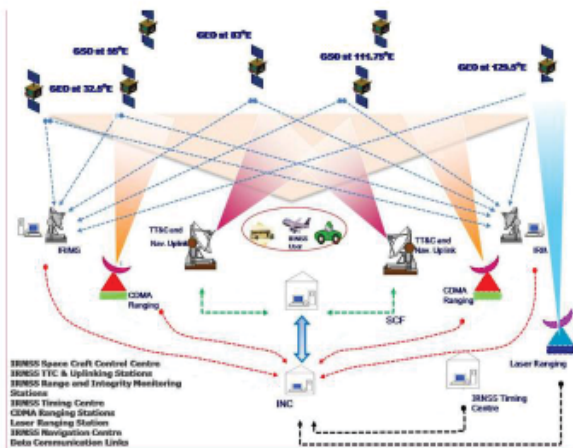 GSO at 55°E
GEO at 83°E
GSO at 111.75°E
GEO at 32.5°E
GEO at 129.5°E
IRIMS
TT&C and
Nav. Uplink
IRNSS
User
TT&C and
Nav. Uplink
CDMA
Ranging
SCF
CDMA
Ranging
Laser Ranging
INC
IRNSS Timing
Centre
IRNSS Space Craft Control Centre
IRNSS TTC & Uplinking Stations
IRNSS Range and Integrity Monitoring
Stations
IRNSS Timing Centre
CDMA Ranging Stations
Laser Ranging Station
IRNSS Navigation Centre
Data Communication Links